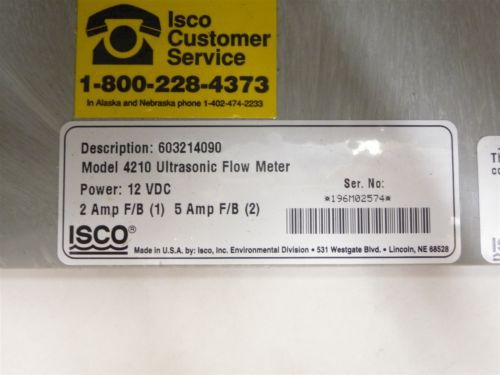 Isco
Customer
Service
1-800-228-4373
In Alaska and Nebraska phone 1-402-474-2233
Description: 603214090
Model 4210 Ultrasonic Flow Meter
Power: 12 VDC
2 Amp F/B (1) 5 Amp F/B (2)
Ser. No:
*196M02574*
ISCO®
Made in U.S.A. by: Isco, Inc. Environmental Division • 531 Westgate Blvd. • Lincoln, NE 68528